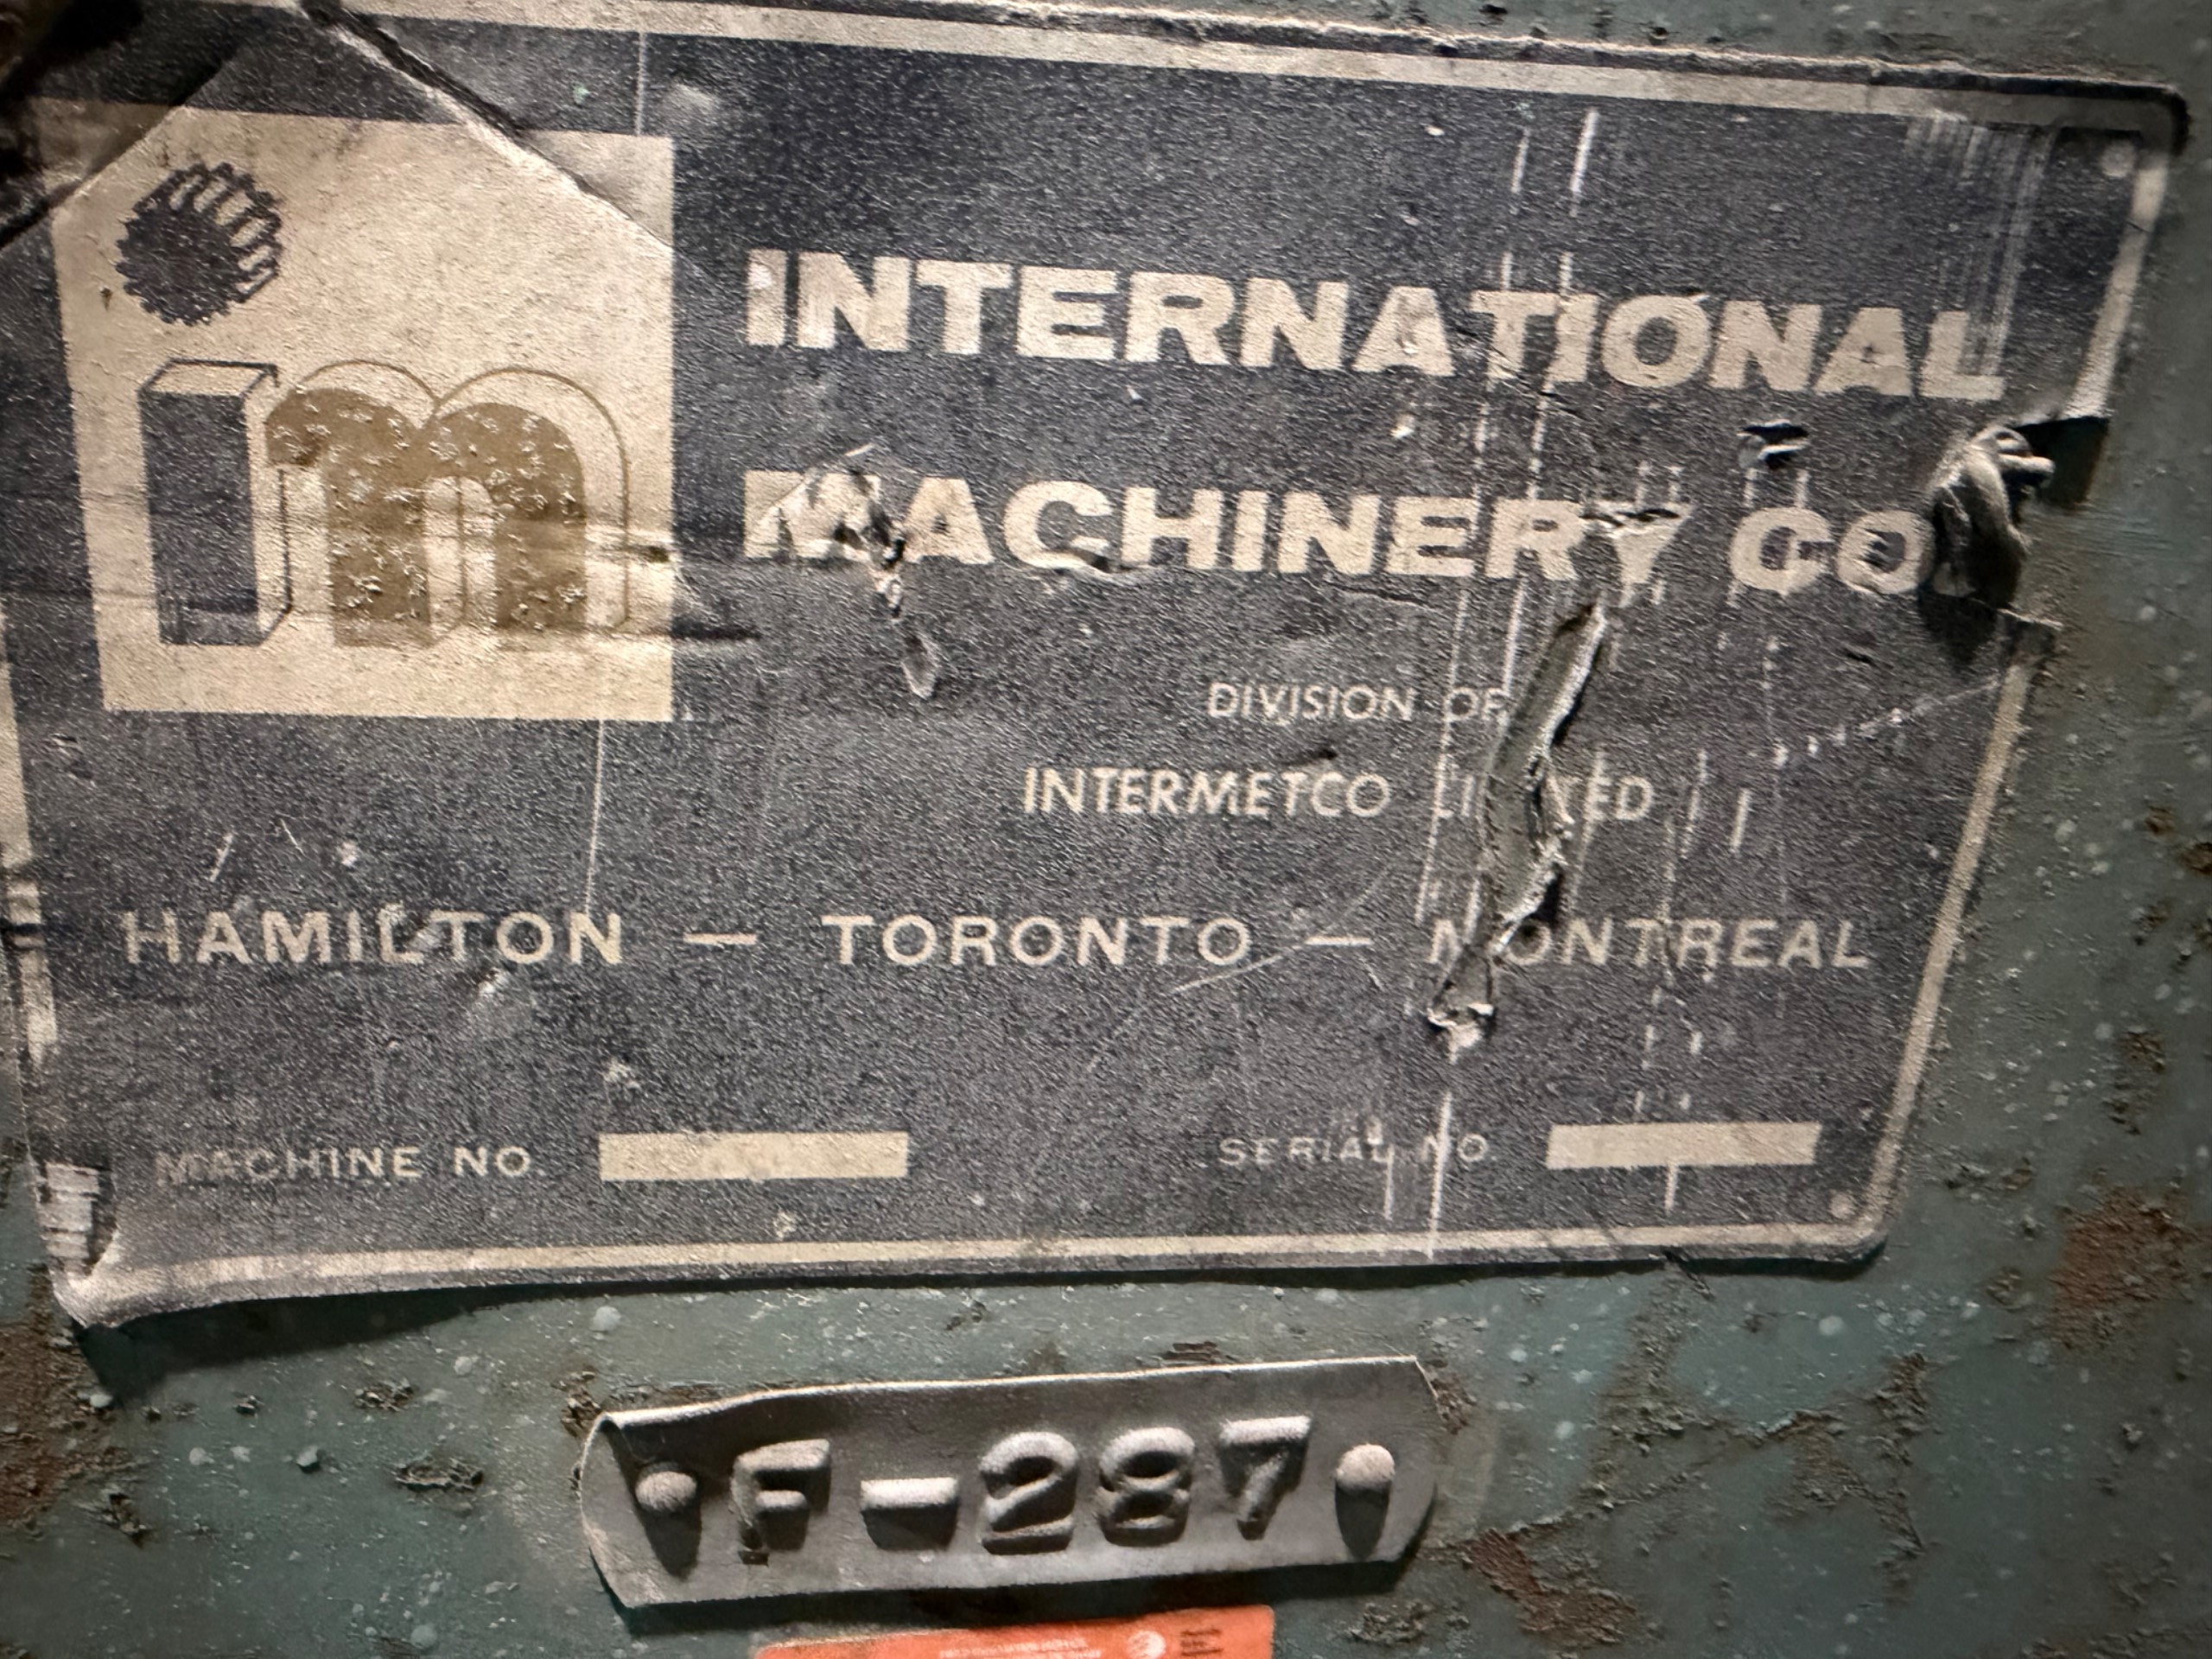 im
INTERNATIONAL
MACHINERY CO
DIVISION OF
INTERMETCO LIMITED
HAMILTON — TORONTO — MONTREAL
MACHINE NO. SERIAL NO.
F-287